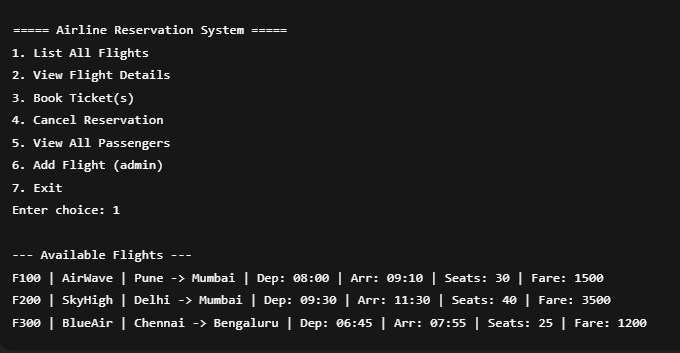 ===== Airline Reservation System =====
1. List All Flights
2. View Flight Details
3. Book Ticket(s)
4. Cancel Reservation
5. View All Passengers
6. Add Flight (admin)
7. Exit
Enter choice: 1
--- Available Flights ---
F100 | AirWave | Pune -> Mumbai | Dep: 08:00 | Arr: 09:10 | Seats: 30 | Fare: 1500
F200 | SkyHigh | Delhi -> Mumbai | Dep: 09:30 | Arr: 11:30 | Seats: 40 | Fare: 3500
F300 | BlueAir | Chennai -> Bengaluru | Dep: 06:45 | Arr: 07:55 | Seats: 25 | Fare: 1200